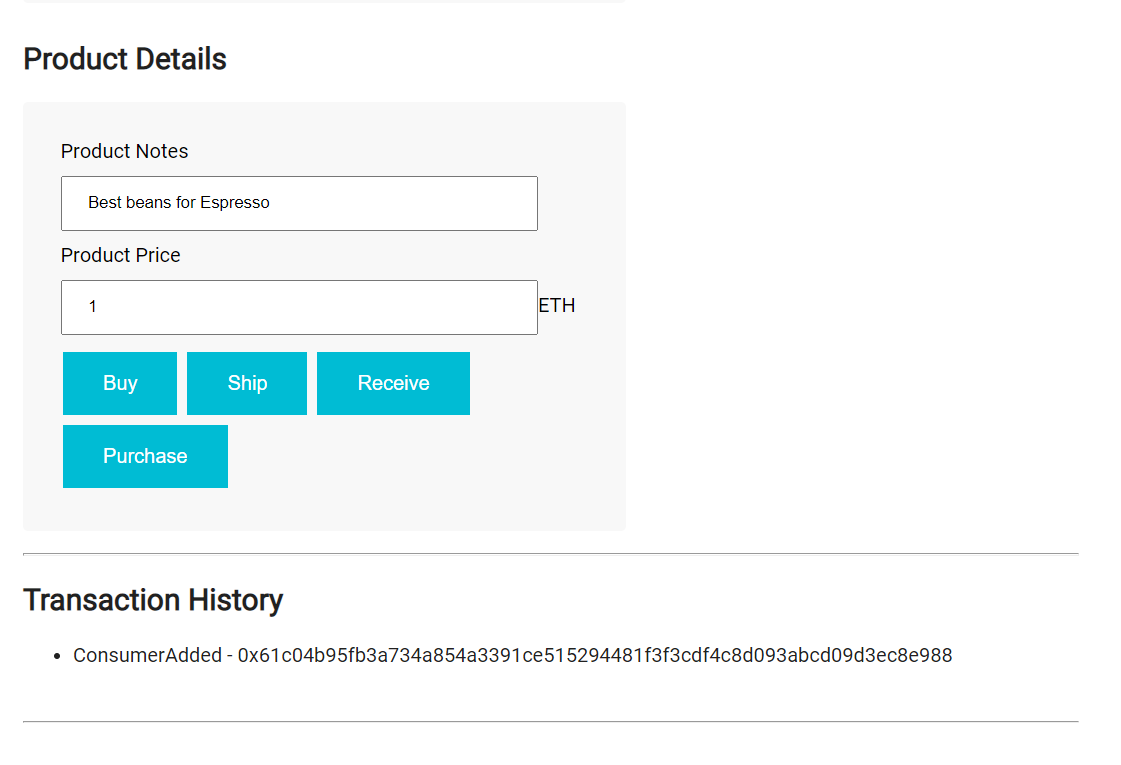 Product Details
Product Notes
Best beans for Espresso
Product Price
1 ETH
Buy Ship Receive
Purchase
Transaction History
ConsumerAdded - 0x61c04b95fb3a734a854a3391ce515294481f3f3cdf4c8d093abcd09d3ec8e988